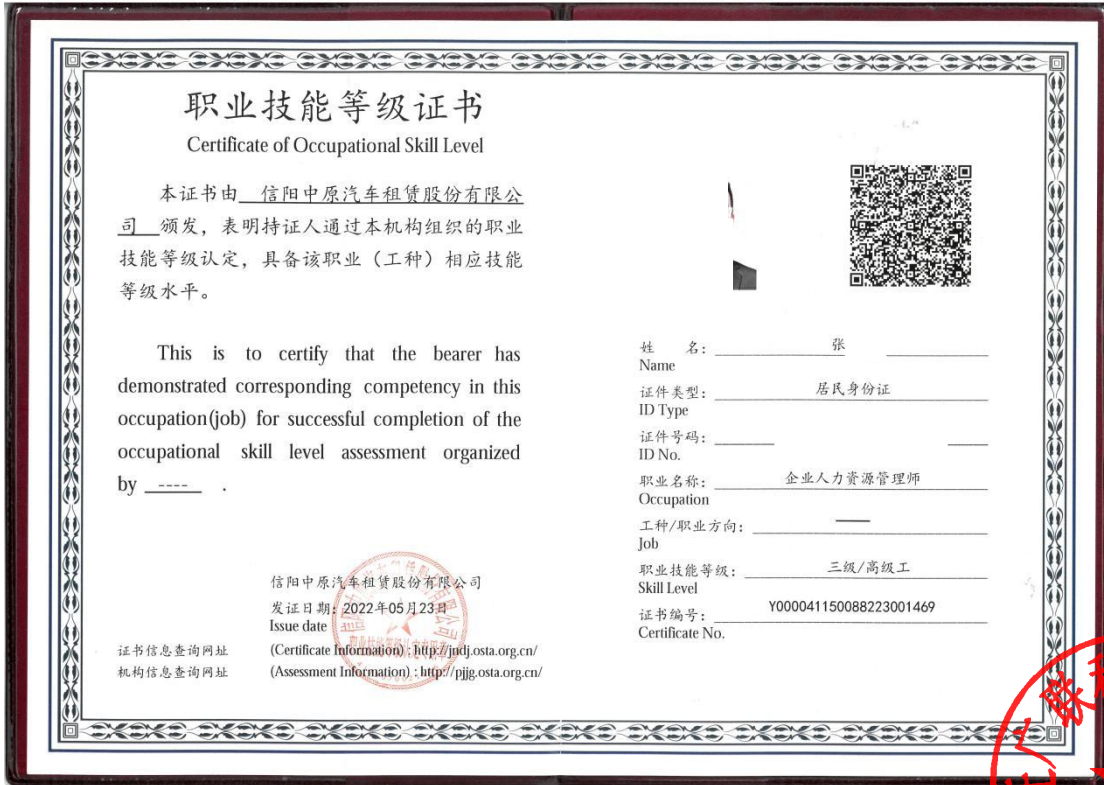 职业技能等级证书
Certificate of Occupational Skill Level
本证书由 信阳中原汽车租赁股份有限公
司 颁发，表明持证人通过本机构组织的职业
技能等级认定，具备该职业（工种）相应技能
等级水平。
This is to certify that the bearer has
demonstrated corresponding competency in this
occupation(job) for successful completion of the
occupational skill level assessment organized
by ---- .
信阳中原汽车租赁股份有限公司
发证日期：2022年05月23日
Issue date
证书信息查询网址 (Certificate Information) : http://jndj.osta.org.cn/
机构信息查询网址 (Assessment Information) : http://pjjg.osta.org.cn/
姓 名： 张
Name
证件类型： 居民身份证
ID Type
证件号码：
ID No.
职业名称： 企业人力资源管理师
Occupation
工种/职业方向： —
Job
职业技能等级： 三级/高级工
Skill Level
证书编号： Y000041150088223001469
Certificate No.